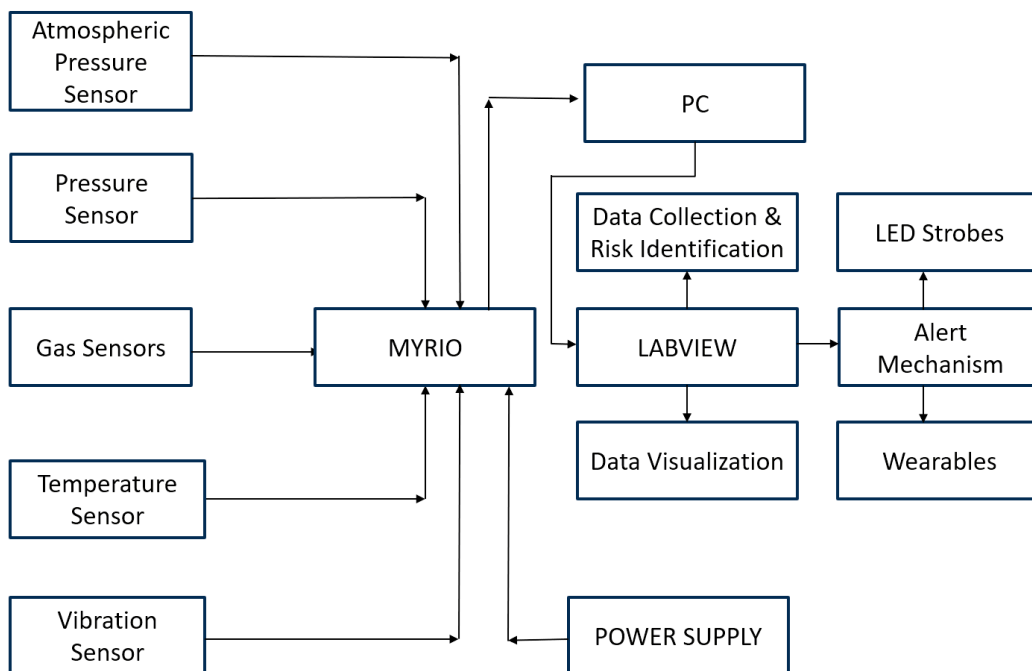 Atmospheric
Pressure
Sensor
PC
Pressure
Sensor
Data Collection &
Risk Identification
LED Strobes
Gas Sensors
MYRIO
LABVIEW
Alert
Mechanism
Temperature
Sensor
Data Visualization
Wearables
Vibration
Sensor
POWER SUPPLY